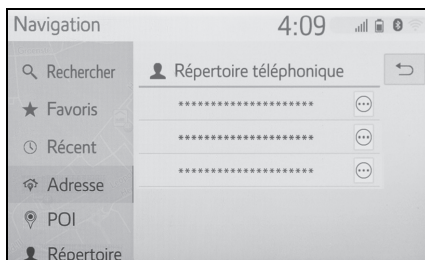 Navigation
4:09
Rechercher
Favoris
Récent
Adresse
POI
Répertoire
Répertoire téléphonique
*********************
*********************
*********************